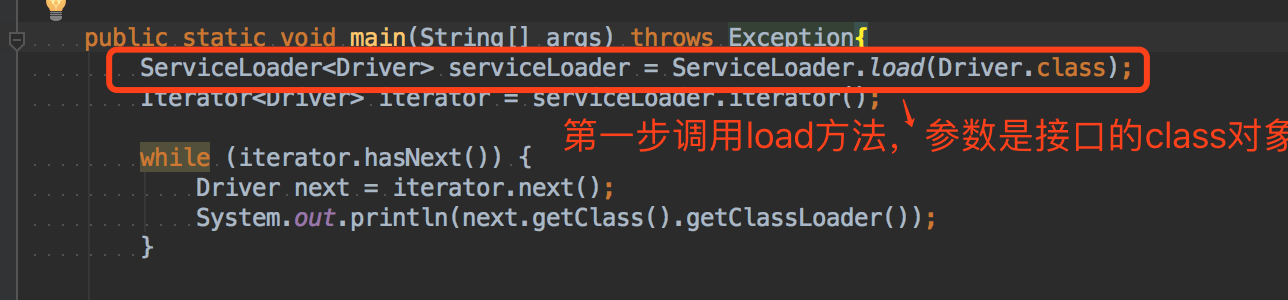 public static void main(String[] args) throws Exception{
ServiceLoader<Driver> serviceLoader = ServiceLoader.load(Driver.class);
Iterator<Driver> iterator = serviceLoader.iterator();
第一步调用load方法，参数是接口的class对象
while (iterator.hasNext()) {
Driver next = iterator.next();
System.out.println(next.getClass().getClassLoader());
}